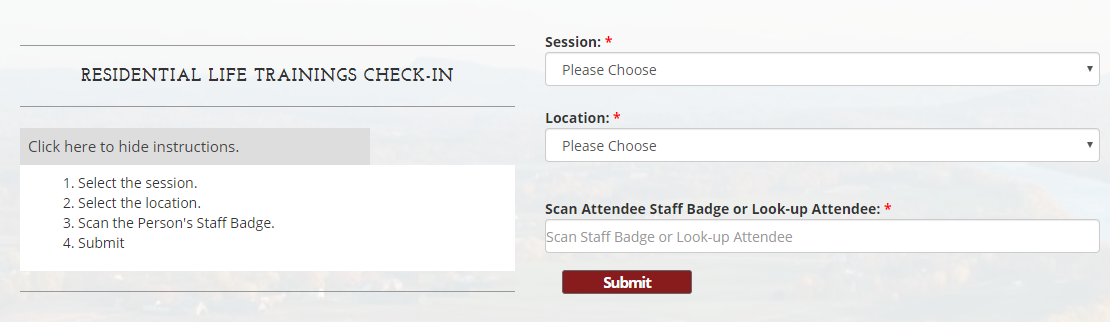 RESIDENTIAL LIFE TRAININGS CHECK-IN
Click here to hide instructions.
1. Select the session.
2. Select the location.
3. Scan the Person's Staff Badge.
4. Submit
Session: *
Please Choose
Location: *
Please Choose
Scan Attendee Staff Badge or Look-up Attendee: *
Scan Staff Badge or Look-up Attendee
Submit